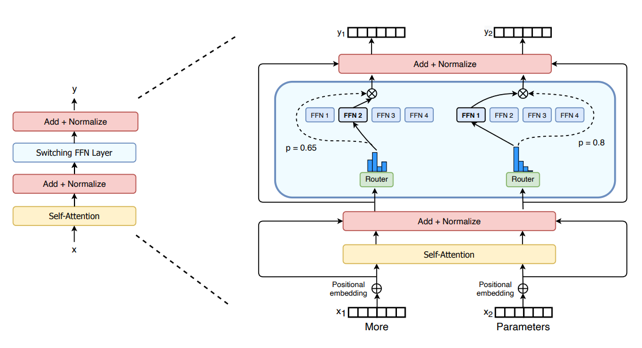 y
Add + Normalize
Switching FFN Layer
Add + Normalize
Self-Attention
x
y1
y2
Add + Normalize
FFN 1 FFN 2 FFN 3 FFN 4
FFN 1 FFN 2 FFN 3 FFN 4
p = 0.65
p = 0.8
Router
Router
Add + Normalize
Self-Attention
Positional
embedding
Positional
embedding
x1
More
x2
Parameters